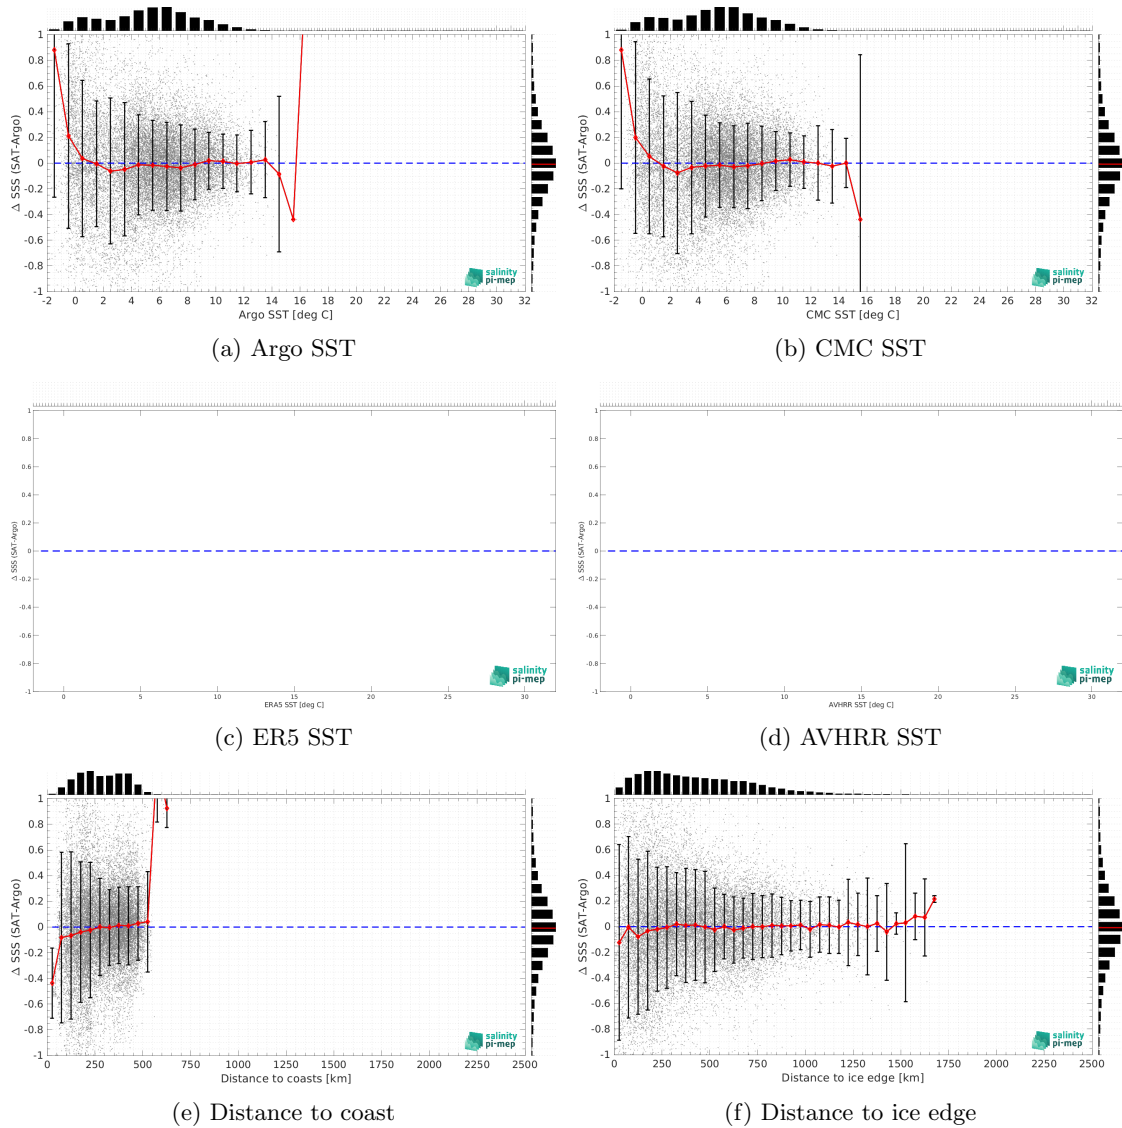 1
0.8
0.6
0.4
0.2
0
-0.2
-0.4
-0.6
-0.8
-1
Δ SSS (SAT-Argo)
-2 0 2 4 6 8 10 12 14 16 18 20 22 24 26 28 30 32
Argo SST [deg C]
salinity
pi-mep
(a) Argo SST
1
0.8
0.6
0.4
0.2
0
-0.2
-0.4
-0.6
-0.8
-1
Δ SSS (SAT-Argo)
-2 0 2 4 6 8 10 12 14 16 18 20 22 24 26 28 30 32
CMC SST [deg C]
salinity
pi-mep
(b) CMC SST
1
0.8
0.6
0.4
0.2
0
-0.2
-0.4
-0.6
-0.8
-1
Δ SSS (SAT-Argo)
0 5 10 15 20 25 30
ERA5 SST [deg C]
salinity
pi-mep
(c) ER5 SST
1
0.8
0.6
0.4
0.2
0
-0.2
-0.4
-0.6
-0.8
-1
Δ SSS (SAT-Argo)
0 5 10 15 20 25 30
AVHRR SST [deg C]
salinity
pi-mep
(d) AVHRR SST
1
0.8
0.6
0.4
0.2
0
-0.2
-0.4
-0.6
-0.8
-1
Δ SSS (SAT-Argo)
0 250 500 750 1000 1250 1500 1750 2000 2250 2500
Distance to coasts [km]
salinity
pi-mep
(e) Distance to coast
1
0.8
0.6
0.4
0.2
0
-0.2
-0.4
-0.6
-0.8
-1
Δ SSS (SAT-Argo)
0 250 500 750 1000 1250 1500 1750 2000 2250 2500
Distance to ice edge [km]
salinity
pi-mep
(f) Distance to ice edge